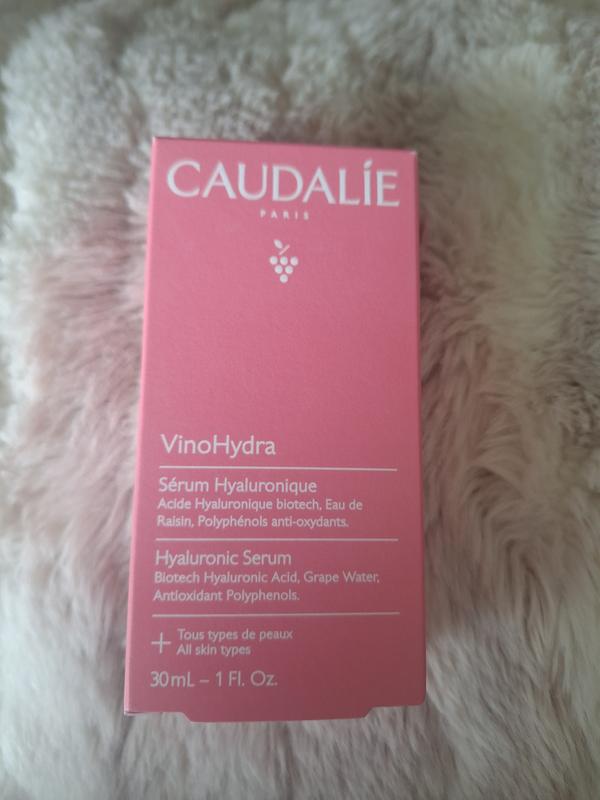 CAUDALÍE
PARIS
VinoHydra
Sérum Hyaluronique
Acide Hyaluronique biotech, Eau de
Raisin, Polyphénols anti-oxydants.
Hyaluronic Serum
Biotech Hyaluronic Acid, Grape Water,
Antioxidant Polyphenols.
+ Tous types de peaux
All skin types
30mL – 1 Fl. Oz.